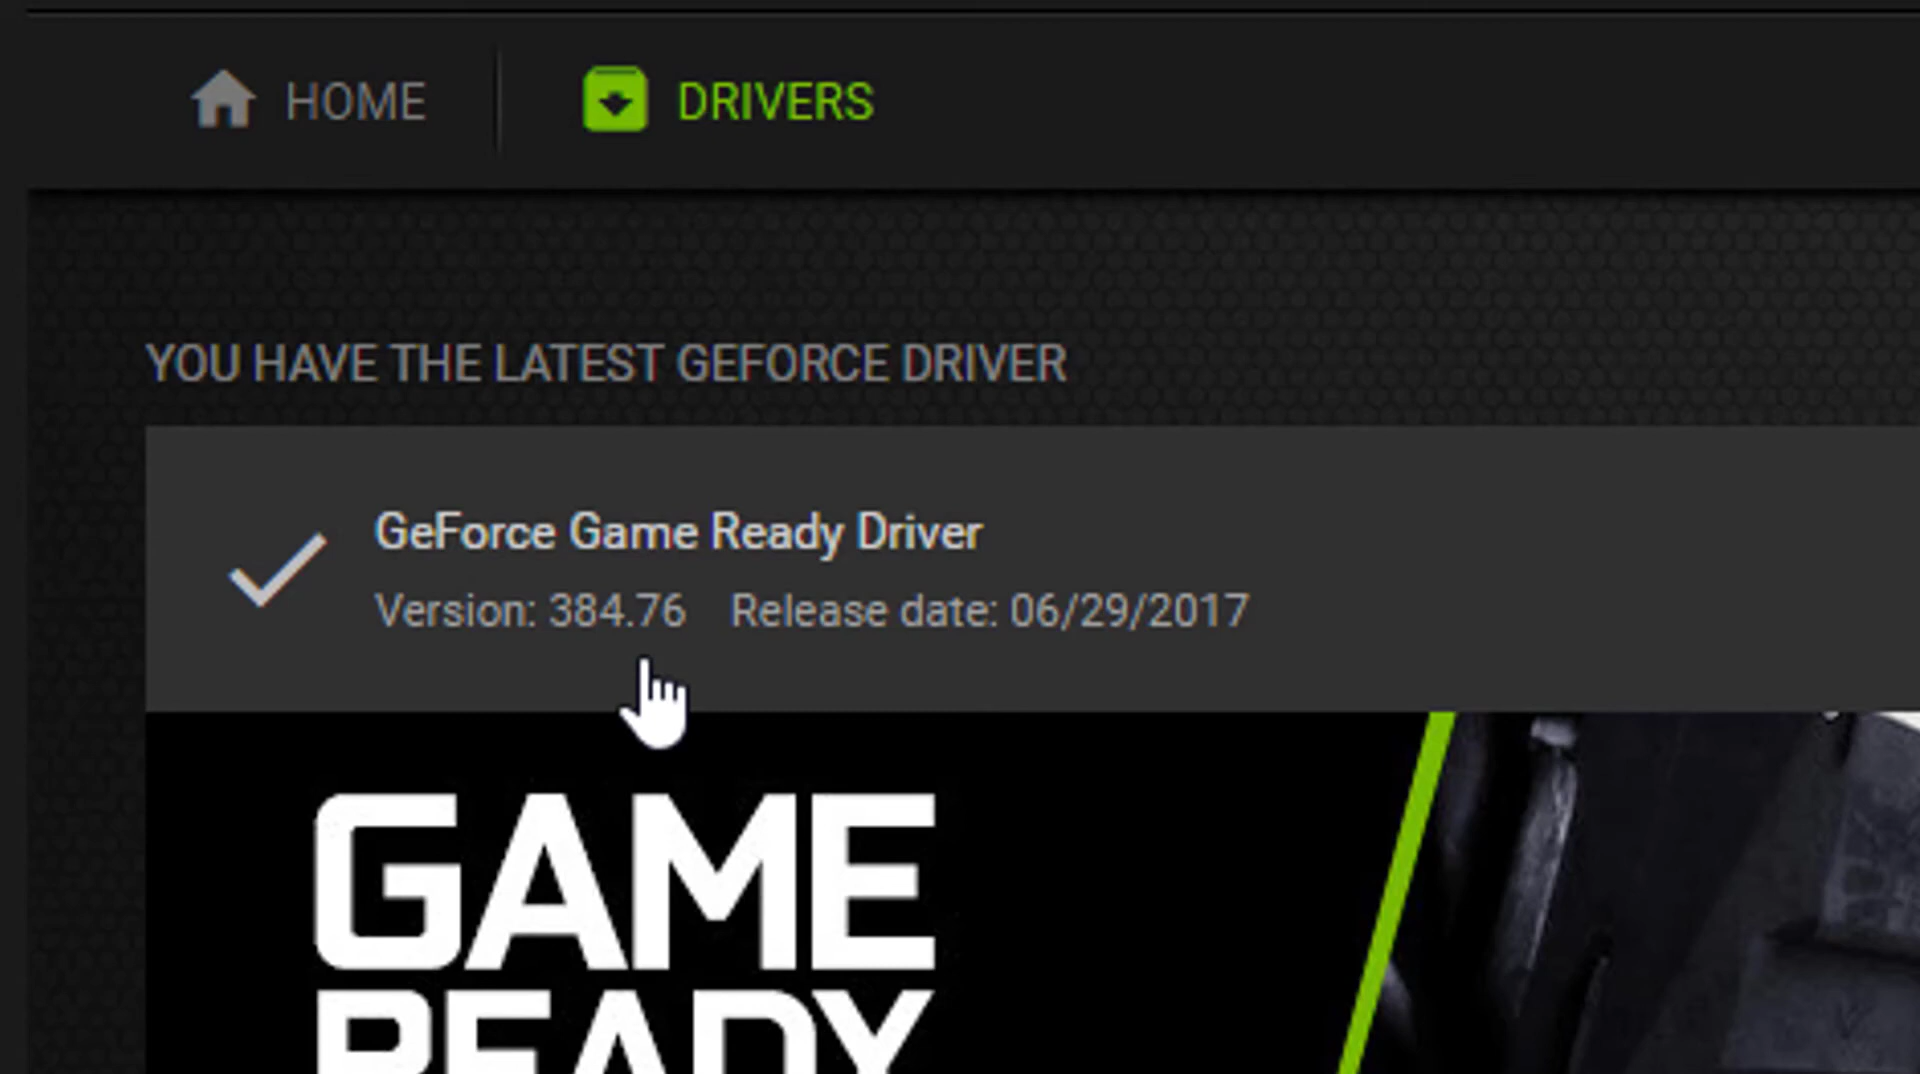 HOME
DRIVERS
YOU HAVE THE LATEST GEFORCE DRIVER
GeForce Game Ready Driver
Version: 384.76 Release date: 06/29/2017
GAME
READY